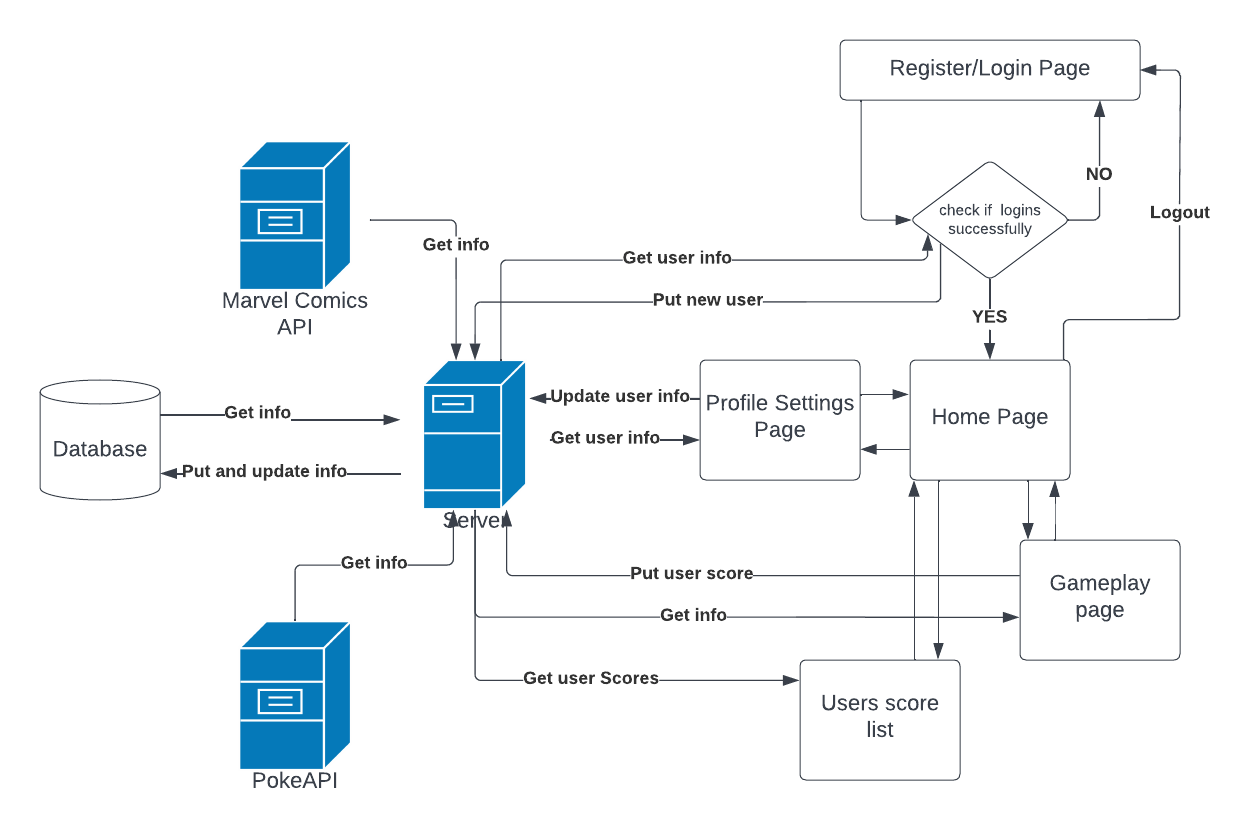 Register/Login Page
NO
check if logins
successfully
Logout
Get info
Get user info
Marvel Comics
API
Put new user
YES
Update user info
Profile Settings
Page
Home Page
Get info
Get user info
Database
Put and update info
Server
Get info
Put user score
Gameplay
page
Get info
Get user Scores
Users score
list
PokeAPI